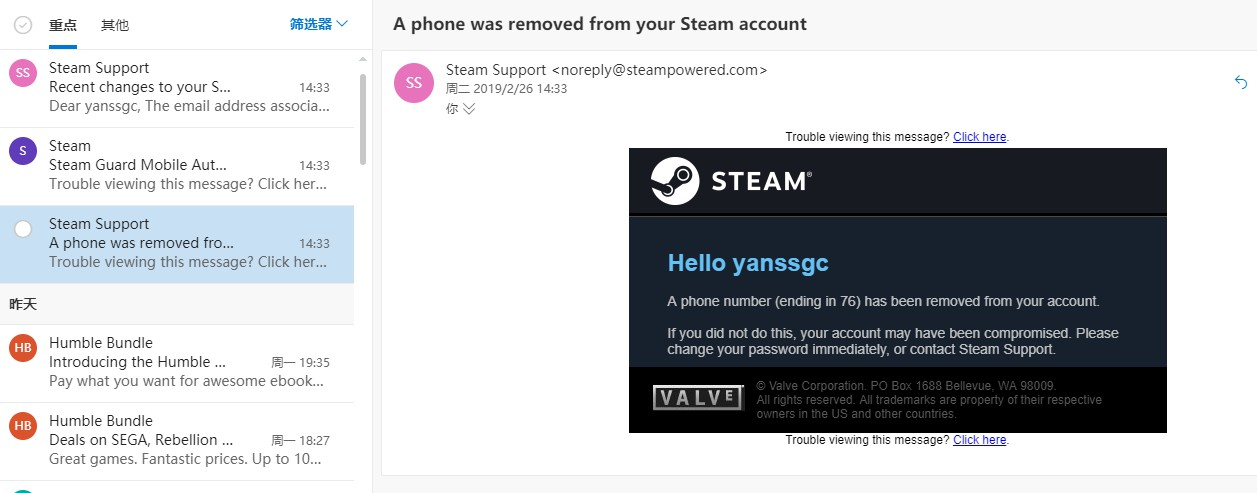 重点 其他 筛选器
SS
Steam Support
Recent changes to your S... 14:33
Dear yanssgc, The email address associa...
S
Steam
Steam Guard Mobile Aut... 14:33
Trouble viewing this message? Click her...
Steam Support
A phone was removed fro... 14:33
Trouble viewing this message? Click her...
昨天
HB
Humble Bundle
Introducing the Humble ... 周一 19:35
Pay what you want for awesome ebook...
HB
Humble Bundle
Deals on SEGA, Rebellion ... 周一 18:27
Great games. Fantastic prices. Up to 10...
A phone was removed from your Steam account
SS
Steam Support <noreply@steampowered.com>
周二 2019/2/26 14:33
你
Trouble viewing this message? Click here.
STEAM®
Hello yanssgc
A phone number (ending in 76) has been removed from your account.
If you did not do this, your account may have been compromised. Please
change your password immediately, or contact Steam Support.
VALVE
© Valve Corporation. PO Box 1688 Bellevue, WA 98009.
All rights reserved. All trademarks are property of their respective
owners in the US and other countries.
Trouble viewing this message? Click here.